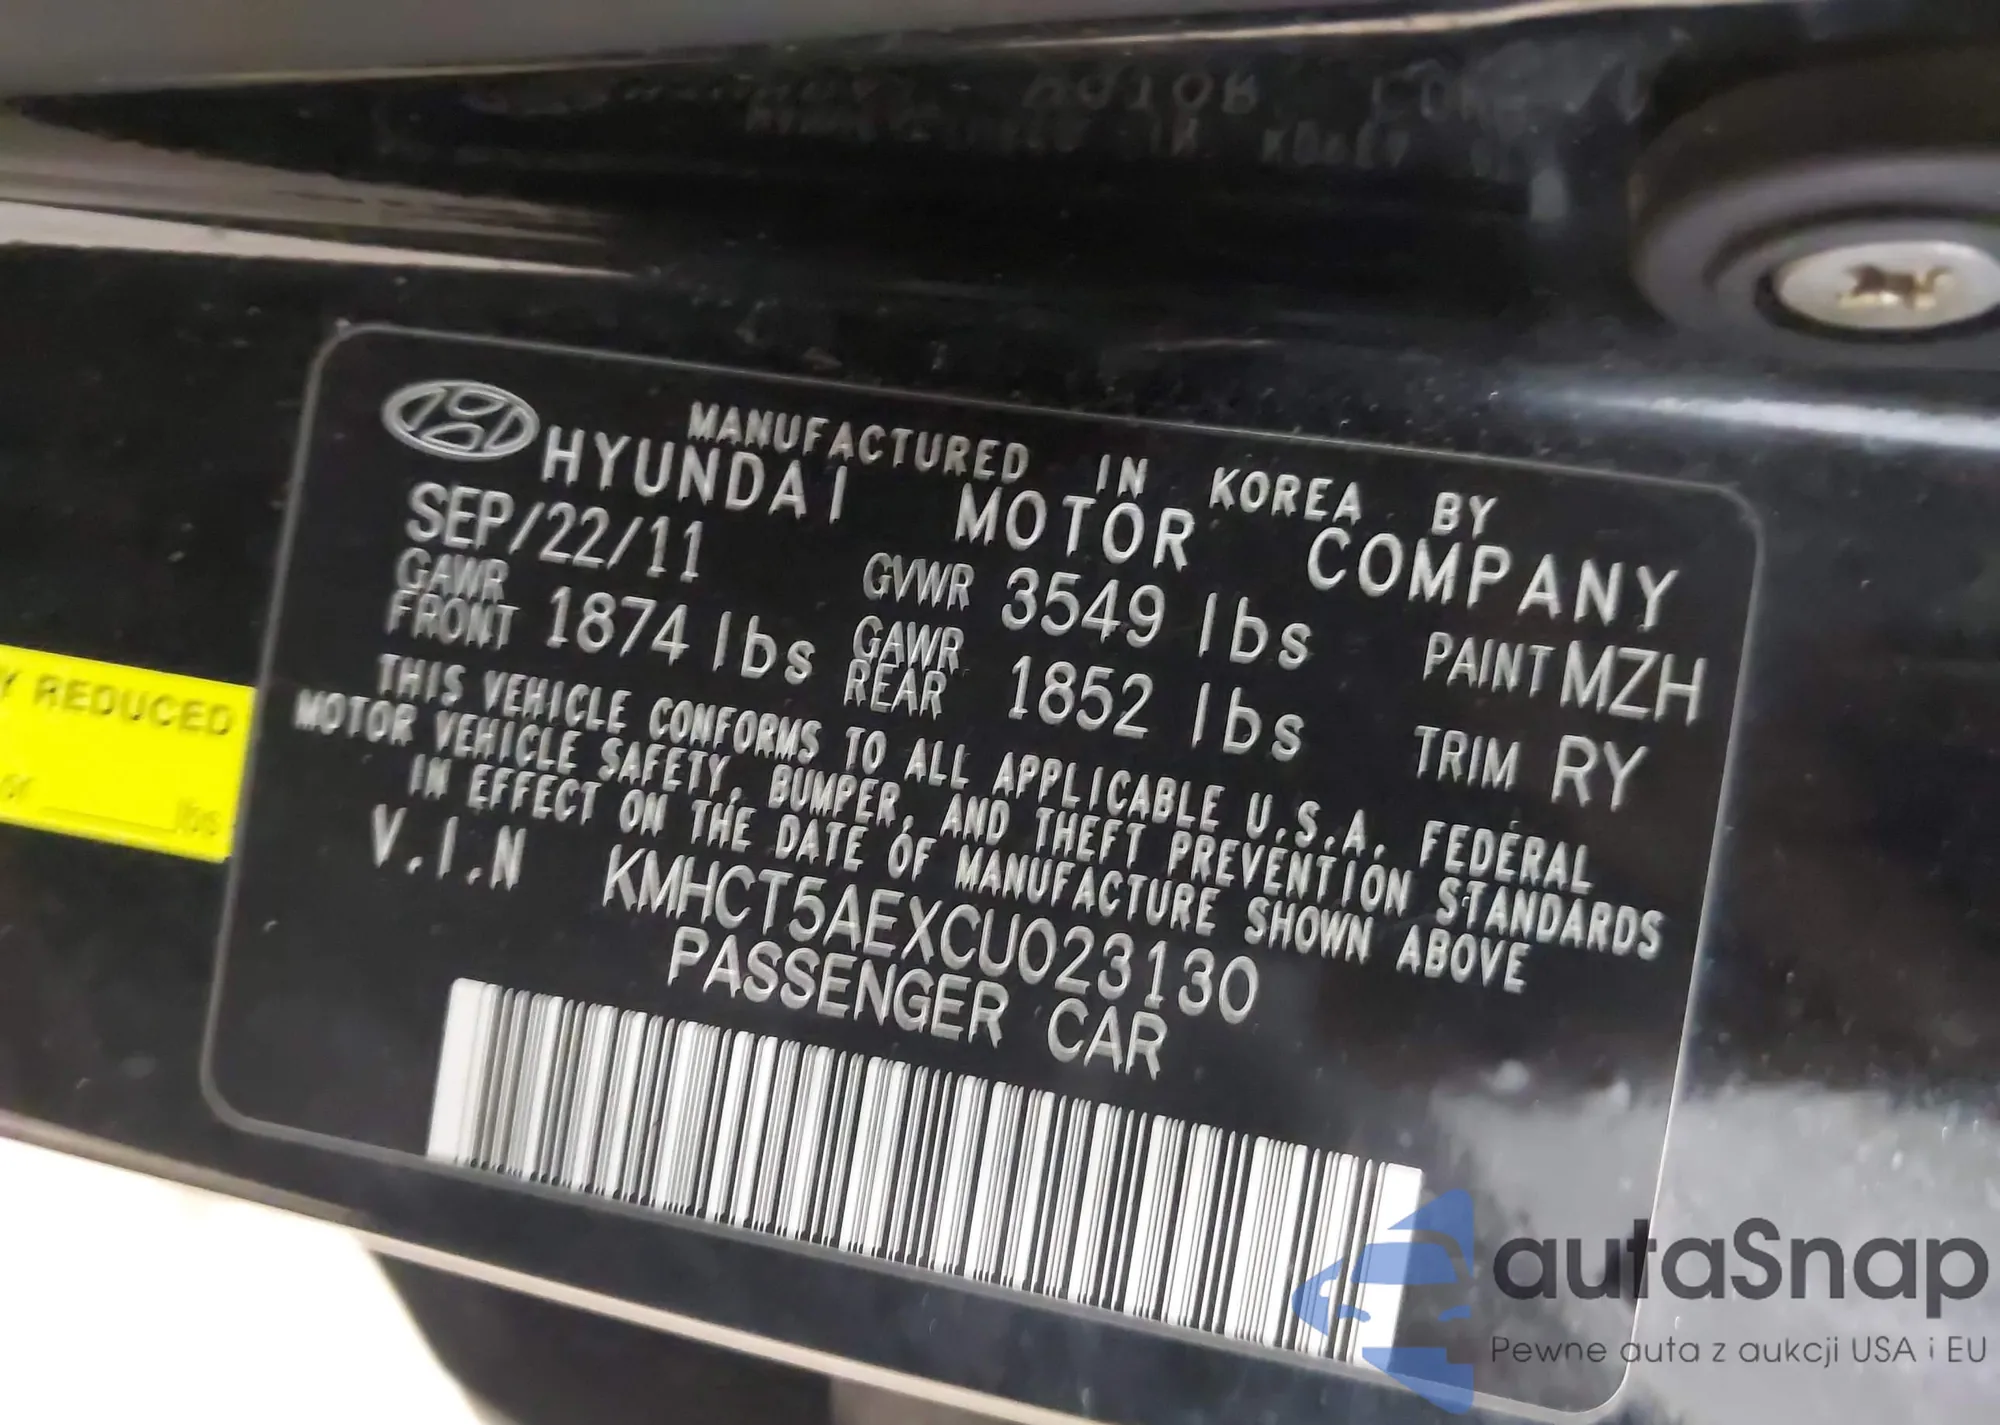 MANUFACTURED IN KOREA BY
HYUNDAI MOTOR COMPANY
SEP/22/11 GVWR 3549 lbs PAINT MZH
GAWR FRONT 1874 lbs GAWR REAR 1852 lbs TRIM RY
THIS VEHICLE CONFORMS TO ALL APPLICABLE U.S.A. FEDERAL
MOTOR VEHICLE SAFETY, BUMPER, AND THEFT PREVENTION STANDARDS
IN EFFECT ON THE DATE OF MANUFACTURE SHOWN ABOVE
V.I.N KMHCT5AEXCU023130
PASSENGER CAR
Y REDUCED
or ______ lbs
autaSnap
Pewne auta z aukcji USA i EU